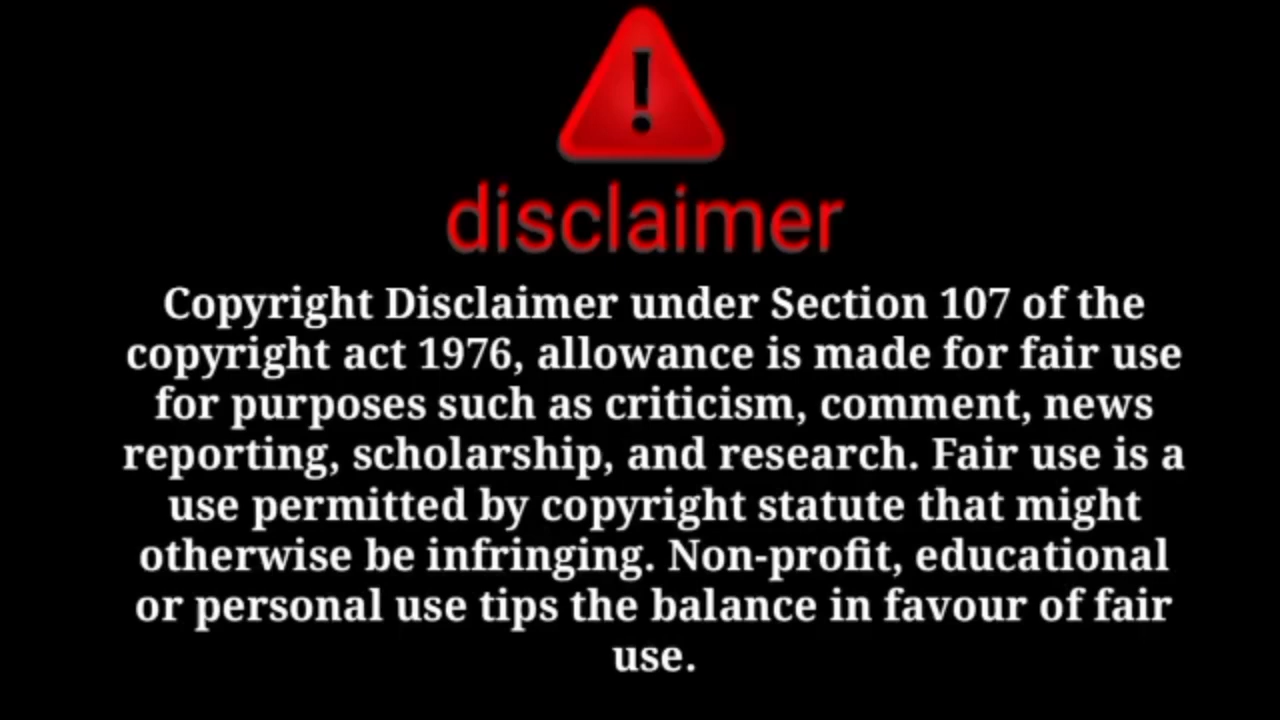 !
disclaimer
Copyright Disclaimer under Section 107 of the
copyright act 1976, allowance is made for fair use
for purposes such as criticism, comment, news
reporting, scholarship, and research. Fair use is a
use permitted by copyright statute that might
otherwise be infringing. Non-profit, educational
or personal use tips the balance in favour of fair
use.